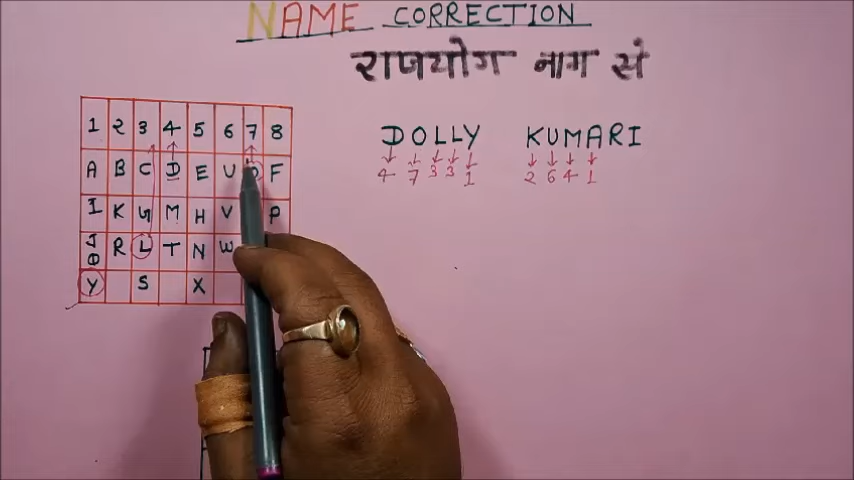 NAME CORRECTION
राजयोग नाग सं
DOLLY KUMARI
4 7 3 3 1 2 6 4 1
1 2 3 4 5 6 7 8
A B C D E U O F
I K G M H V P
J Q R L T N W
Y S X